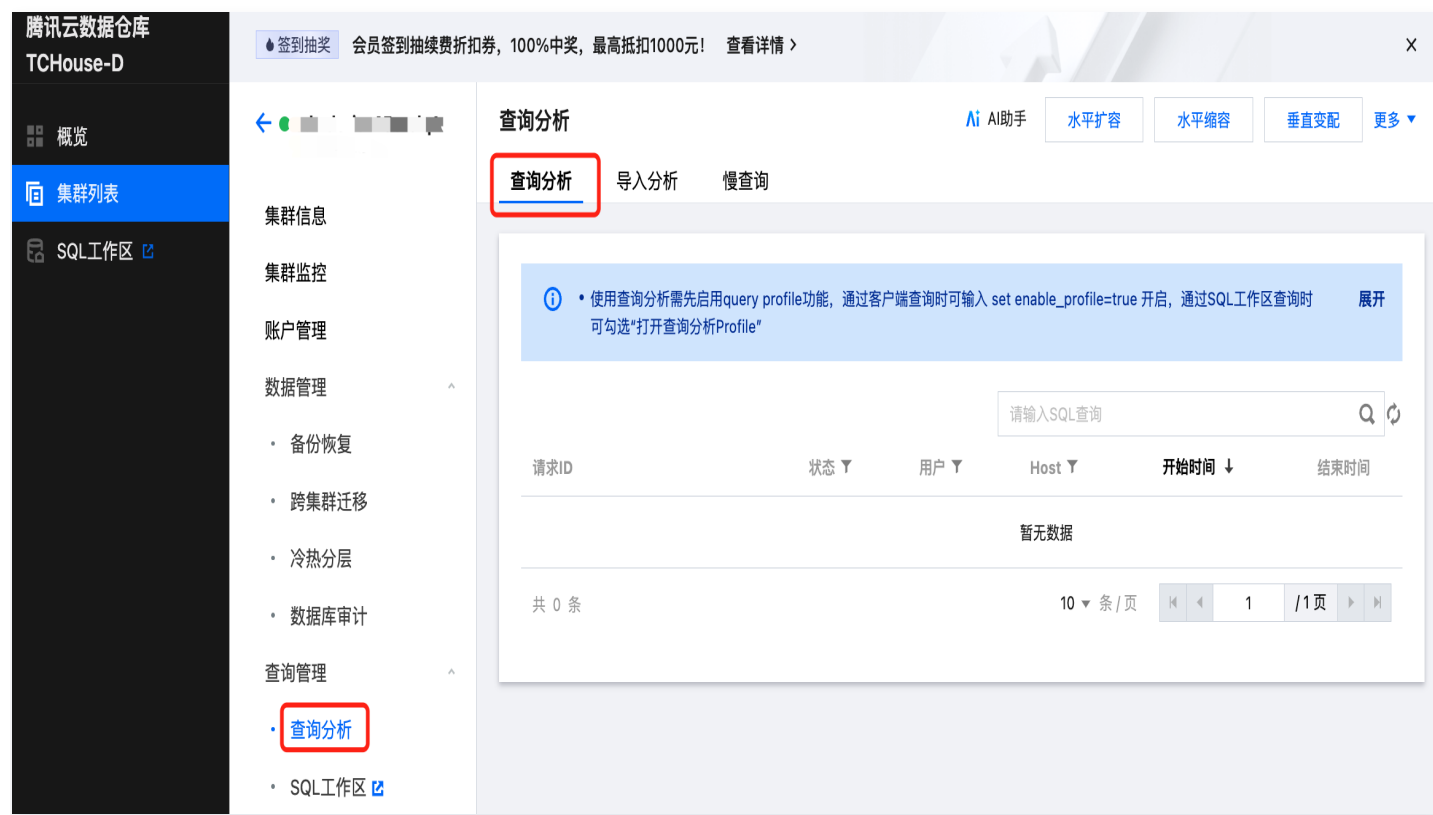 腾讯云数据仓库
TCHouse-D
签到抽奖 会员签到抽续费折扣券，100%中奖，最高抵扣1000元！ 查看详情
概览
集群列表
SQL工作区
集群信息
集群监控
账户管理
数据管理
备份恢复
跨集群迁移
冷热分层
数据库审计
查询管理
查询分析
SQL工作区
查询分析
AI助手 水平扩容 水平缩容 垂直变配 更多
查询分析 导入分析 慢查询
• 使用查询分析需先启用query profile功能，通过客户端查询时可输入 set enable_profile=true 开启，通过SQL工作区查询时 展开
可勾选“打开查询分析Profile”
请输入SQL查询
请求ID 状态 用户 Host 开始时间 ↓ 结束时间
暂无数据
共 0 条 10 条 / 页 1 / 1 页